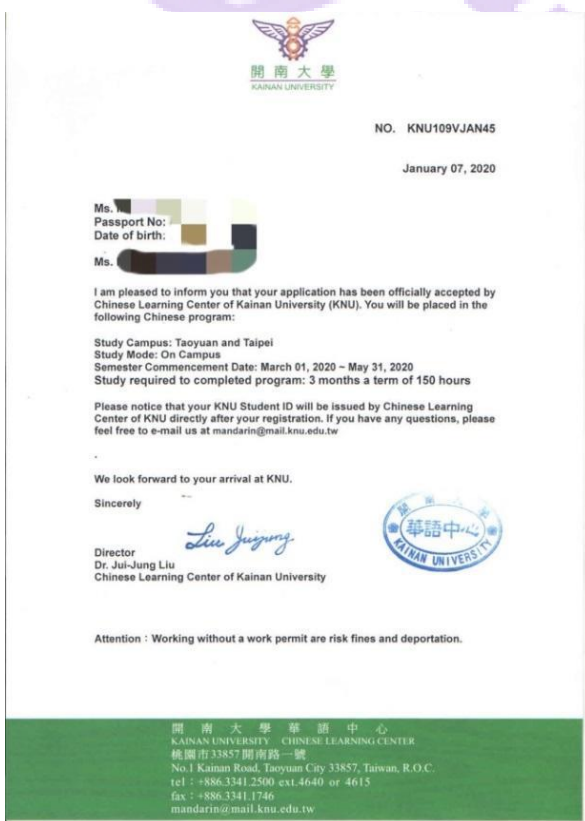 開南大學
KAINAN UNIVERSITY
NO. KNU109VJAN45
January 07, 2020
Ms.
Passport No:
Date of birth:
Ms.
I am pleased to inform you that your application has been officially accepted by
Chinese Learning Center of Kainan University (KNU). You will be placed in the
following Chinese program:
Study Campus: Taoyuan and Taipei
Study Mode: On Campus
Semester Commencement Date: March 01, 2020 ~ May 31, 2020
Study required to completed program: 3 months a term of 150 hours
Please notice that your KNU Student ID will be issued by Chinese Learning
Center of KNU directly after your registration. If you have any questions, please
feel free to e-mail us at mandarin@mail.knu.edu.tw
We look forward to your arrival at KNU.
Sincerely
Liu Juijung
開南大學
華語中心
KAINAN UNIVERSITY
Director
Dr. Jui-Jung Liu
Chinese Learning Center of Kainan University
Attention：Working without a work permit are risk fines and deportation.
開南大學華語中心
KAINAN UNIVERSITY CHINESE LEARNING CENTER
桃園市33857開南路一號
No.1 Kainan Road, Taoyuan City 33857, Taiwan, R.O.C.
tel：+886.3341.2500 ext.4640 or 4615
fax：+886.3341.1746
mandarin@mail.knu.edu.tw